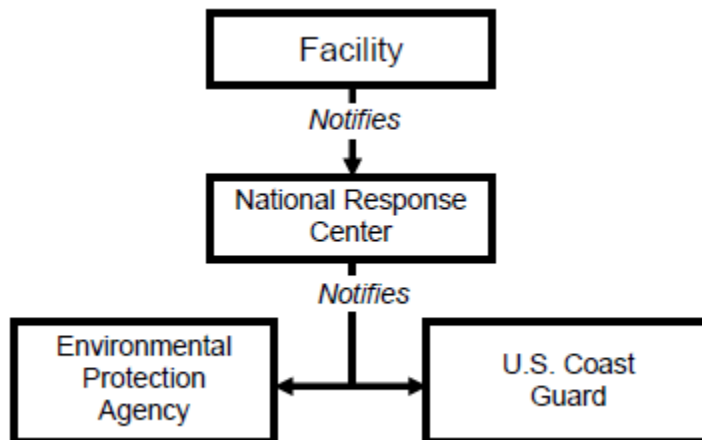 Facility
Notifies
National Response
Center
Notifies
Environmental
Protection
Agency
U.S. Coast
Guard